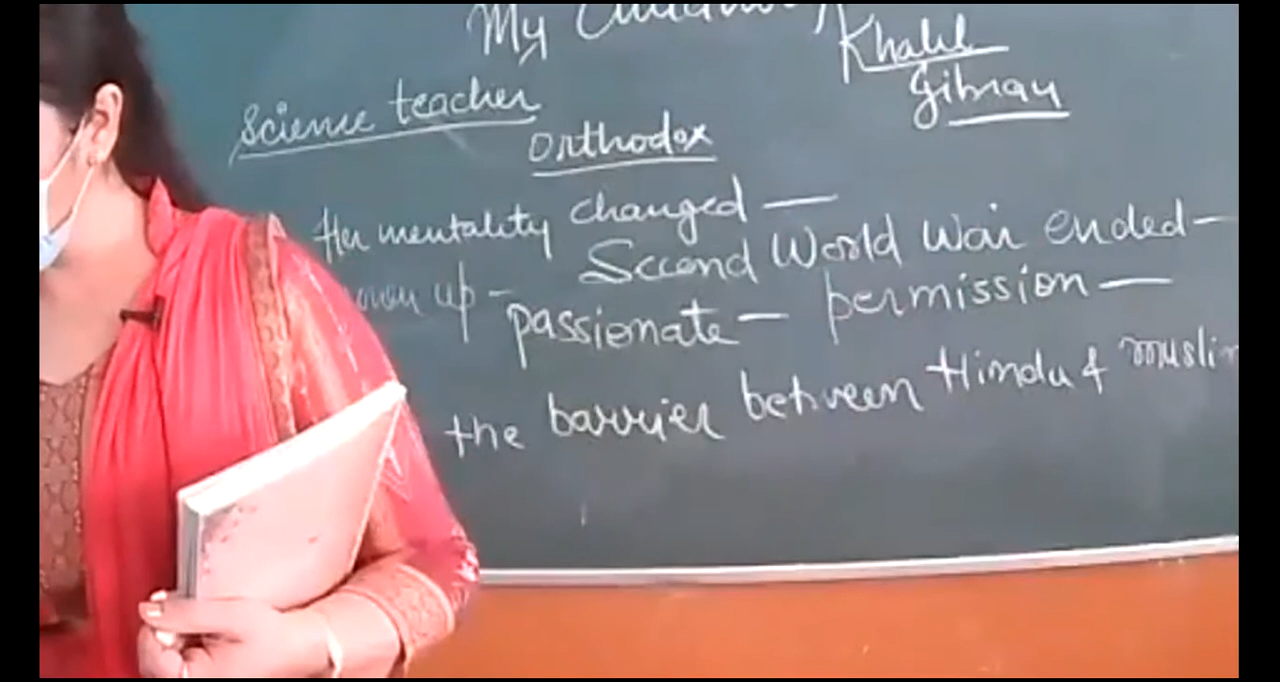 My Childhood
Khalil
Gibran
Science teacher
Orthodox
Her mentality changed —
Second World War ended —
up - passionate — permission —
the barrier between Hindu & Muslim